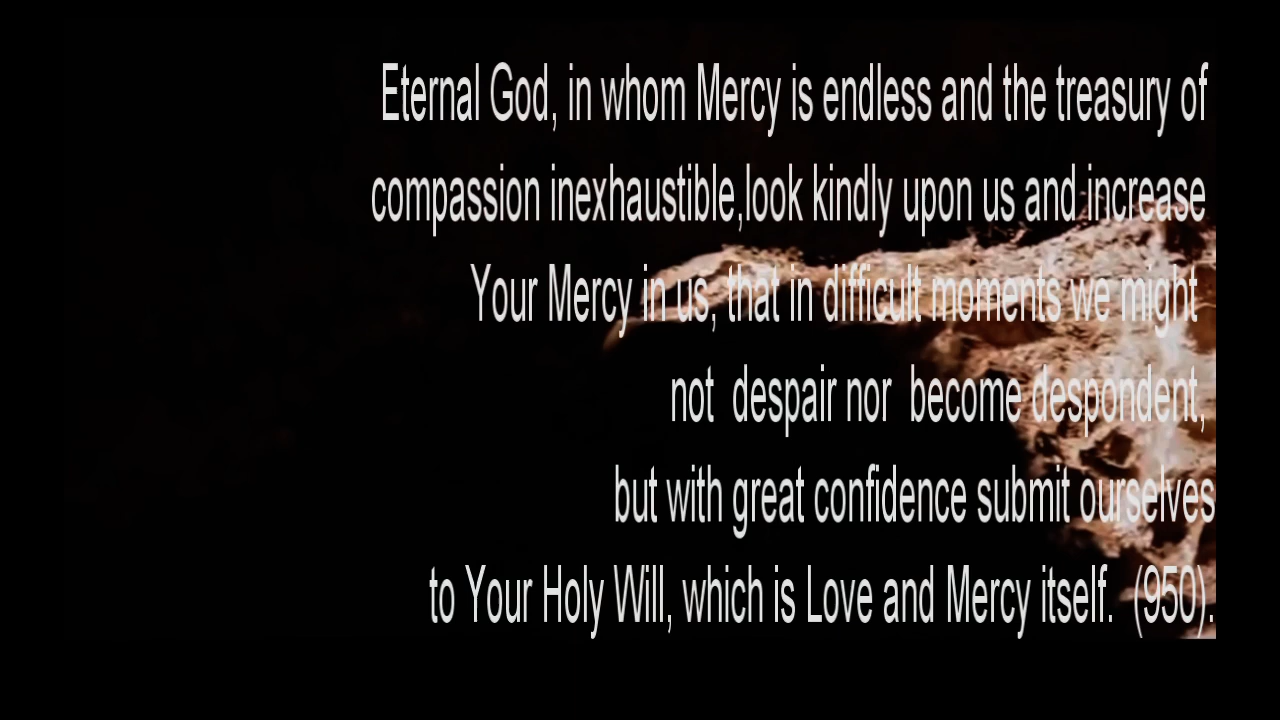 Eternal God, in whom Mercy is endless and the treasury of
compassion inexhaustible,look kindly upon us and increase
Your Mercy in us, that in difficult moments we might
not despair nor become despondent,
but with great confidence submit ourselves
to Your Holy Will, which is Love and Mercy itself. (950).